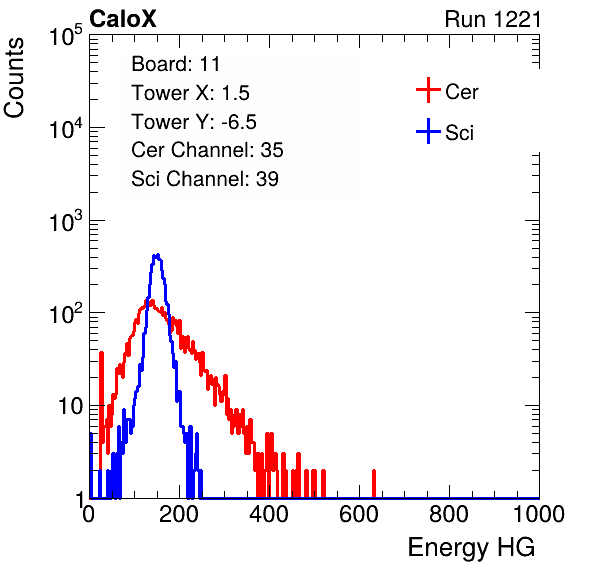 CaloX Run 1221
Counts
10^5
10^4
10^3
10^2
10
1
Board: 11
Tower X: 1.5
Tower Y: -6.5
Cer Channel: 35
Sci Channel: 39
Cer
Sci
0 200 400 600 800 1000
Energy HG